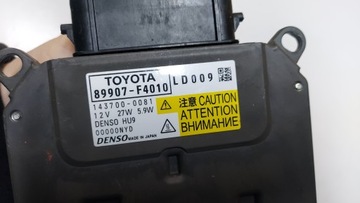 TOYOTA
89907-F4010
LD009
143700-0081
12V 27W 5.9W
DENSO HU9
00000NYD
DENSO MADE IN JAPAN
注意 CAUTION
ATTENTION
ВНИМАНИЕ